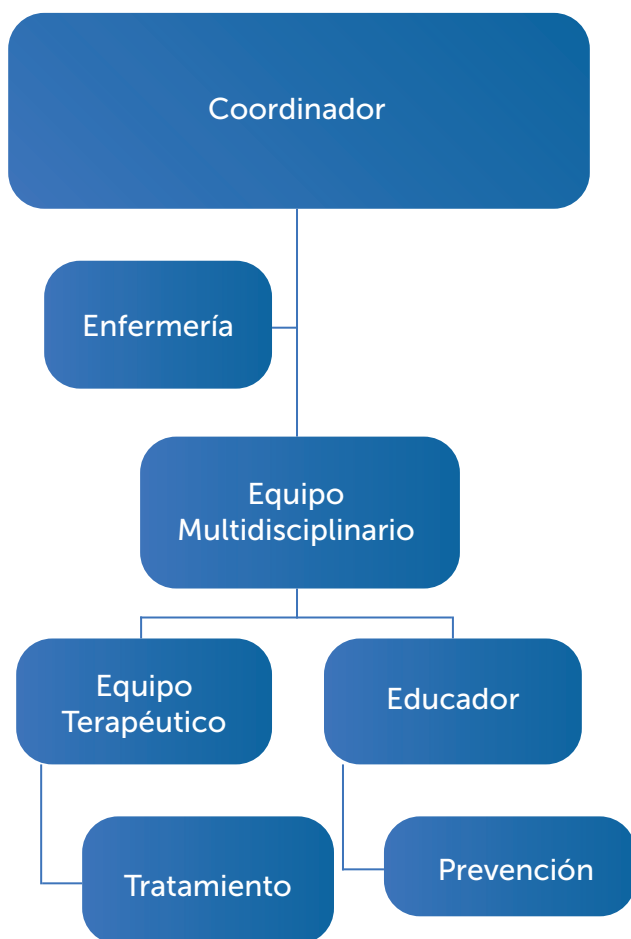 Coordinador
Enfermería
Equipo
Multidisciplinario
Equipo
Terapéutico
Educador
Tratamiento
Prevención